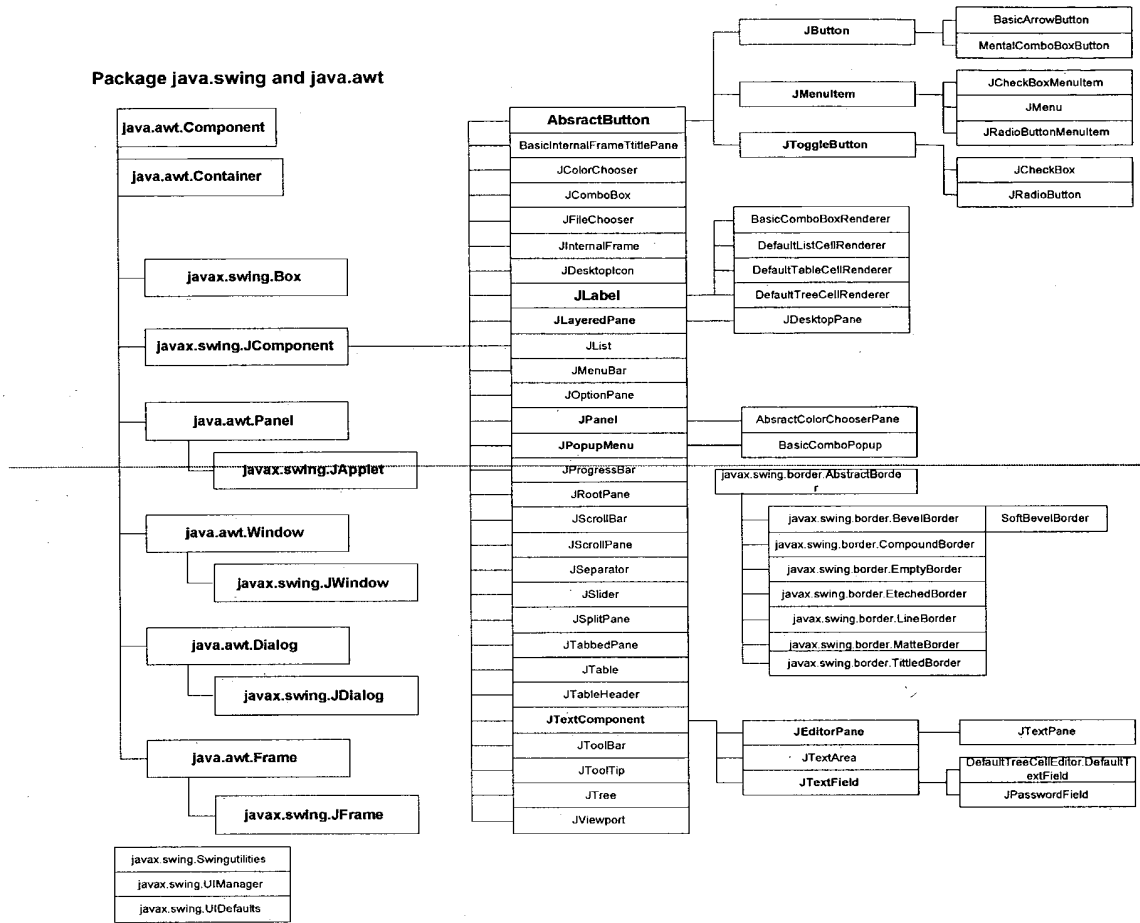 Package java.swing and java.awt
java.awt.Component
java.awt.Container
javax.swing.Box
javax.swing.JComponent
java.awt.Panel
javax.swing.JApplet
java.awt.Window
javax.swing.JWindow
java.awt.Dialog
javax.swing.JDialog
java.awt.Frame
javax.swing.JFrame
javax.swing.Swingutilities
javax.swing.UIManager
javax.swing.UIDefaults
AbsractButton
BasicInternalFrameTtitlePane
JColorChooser
JComboBox
JFileChooser
JInternalFrame
JDesktopIcon
JLabel
JLayeredPane
JList
JMenuBar
JOptionPane
JPanel
JPopupMenu
JProgressBar
JRootPane
JScrollBar
JScrollPane
JSeparator
JSlider
JSplitPane
JTabbedPane
JTable
JTableHeader
JTextComponent
JToolBar
JToolTip
JTree
JViewport
JButton
JMenuItem
JToggleButton
BasicArrowButton
MentalComboBoxButton
JCheckBoxMenuItem
JMenu
JRadioButtonMenuItem
JCheckBox
JRadioButton
BasicComboBoxRenderer
DefaultListCellRenderer
DefaultTableCellRenderer
DefaultTreeCellRenderer
JDesktopPane
AbsractColorChooserPane
BasicComboPopup
javax.swing.border.AbstractBorde
r
javax.swing.border.BevelBorder
SoftBevelBorder
javax.swing.border.CompoundBorder
javax.swing.border.EmptyBorder
javax.swing.border.EtechedBorder
javax.swing.border.LineBorder
javax.swing.border.MatteBorder
javax.swing.border.TittledBorder
JEditorPane
JTextArea
JTextField
JTextPane
DefaultTreeCellEditor.DefaultT
extField
JPasswordField